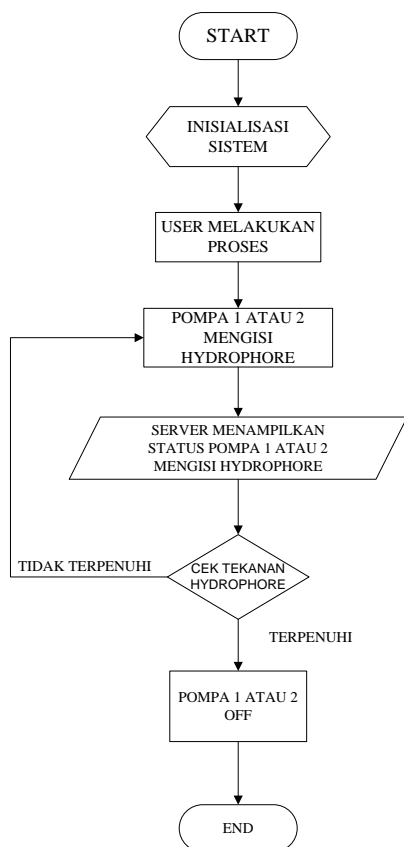 START
INISIALISASI
SISTEM
USER MELAKUKAN
PROSES
POMPA 1 ATAU 2
MENGISI
HYDROPHORE
SERVER MENAMPILKAN
STATUS POMPA 1 ATAU 2
MENGISI HYDROPHORE
TIDAK TERPENUHI
CEK TEKANAN
HYDROPHORE
TERPENUHI
POMPA 1 ATAU 2
OFF
END